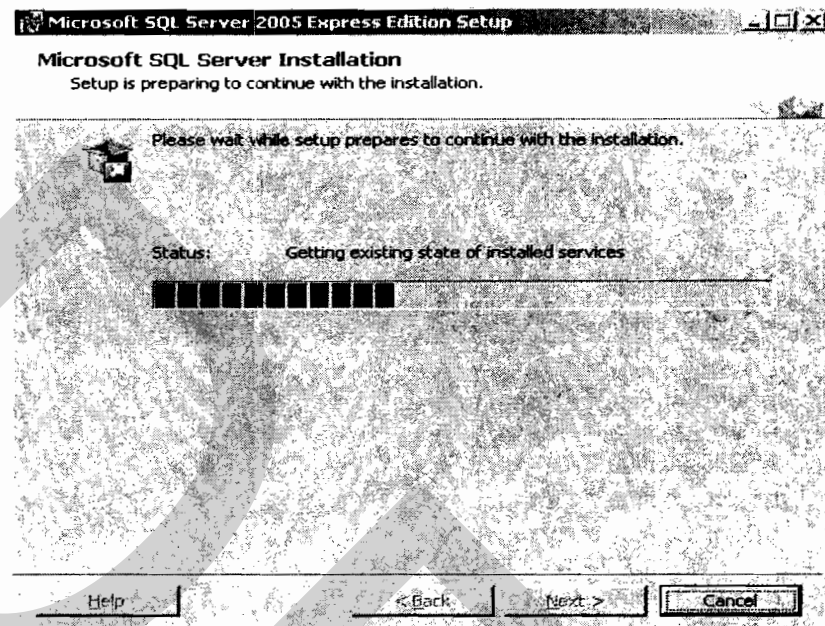 Microsoft SQL Server 2005 Express Edition Setup
Microsoft SQL Server Installation
Setup is preparing to continue with the installation.
Please wait while setup prepares to continue with the installation.
Status: Getting existing state of installed services
Help < Back Next > Cancel